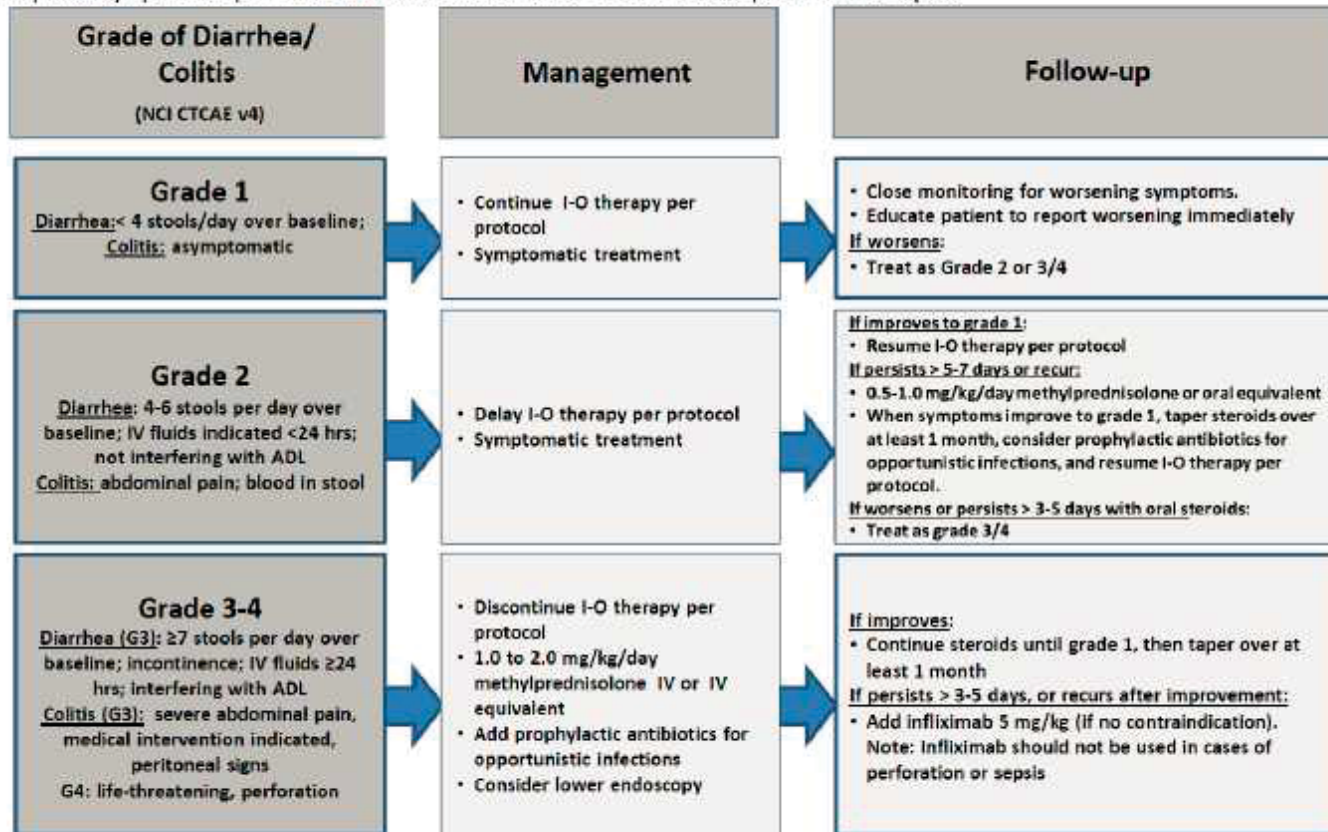 Grade of Diarrhea/
Colitis
(NCI CTCAE v4)
Management
Follow-up
Grade 1
Diarrhea:< 4 stools/day over baseline;
Colitis: asymptomatic
• Continue I-O therapy per
protocol
• Symptomatic treatment
• Close monitoring for worsening symptoms.
• Educate patient to report worsening immediately
If worsens:
• Treat as Grade 2 or 3/4
Grade 2
Diarrhea: 4-6 stools per day over
baseline; IV fluids indicated <24 hrs;
not interfering with ADL
Colitis: abdominal pain; blood in stool
• Delay I-O therapy per protocol
• Symptomatic treatment
If improves to grade 1:
• Resume I-O therapy per protocol
If persists > 5-7 days or recur:
• 0.5-1.0 mg/kg/day methylprednisolone or oral equivalent
• When symptoms improve to grade 1, taper steroids over
at least 1 month, consider prophylactic antibiotics for
opportunistic infections, and resume I-O therapy per
protocol.
If worsens or persists > 3-5 days with oral steroids:
• Treat as grade 3/4
Grade 3-4
Diarrhea (G3): ≥7 stools per day over
baseline; incontinence; IV fluids ≥24
hrs; interfering with ADL
Colitis (G3): severe abdominal pain,
medical intervention indicated,
peritoneal signs
G4: life-threatening, perforation
• Discontinue I-O therapy per
protocol
• 1.0 to 2.0 mg/kg/day
methylprednisolone IV or IV
equivalent
• Add prophylactic antibiotics for
opportunistic infections
• Consider lower endoscopy
If improves:
• Continue steroids until grade 1, then taper over at
least 1 month
If persists > 3-5 days, or recurs after improvement:
• Add infliximab 5 mg/kg (if no contraindication).
Note: Infliximab should not be used in cases of
perforation or sepsis